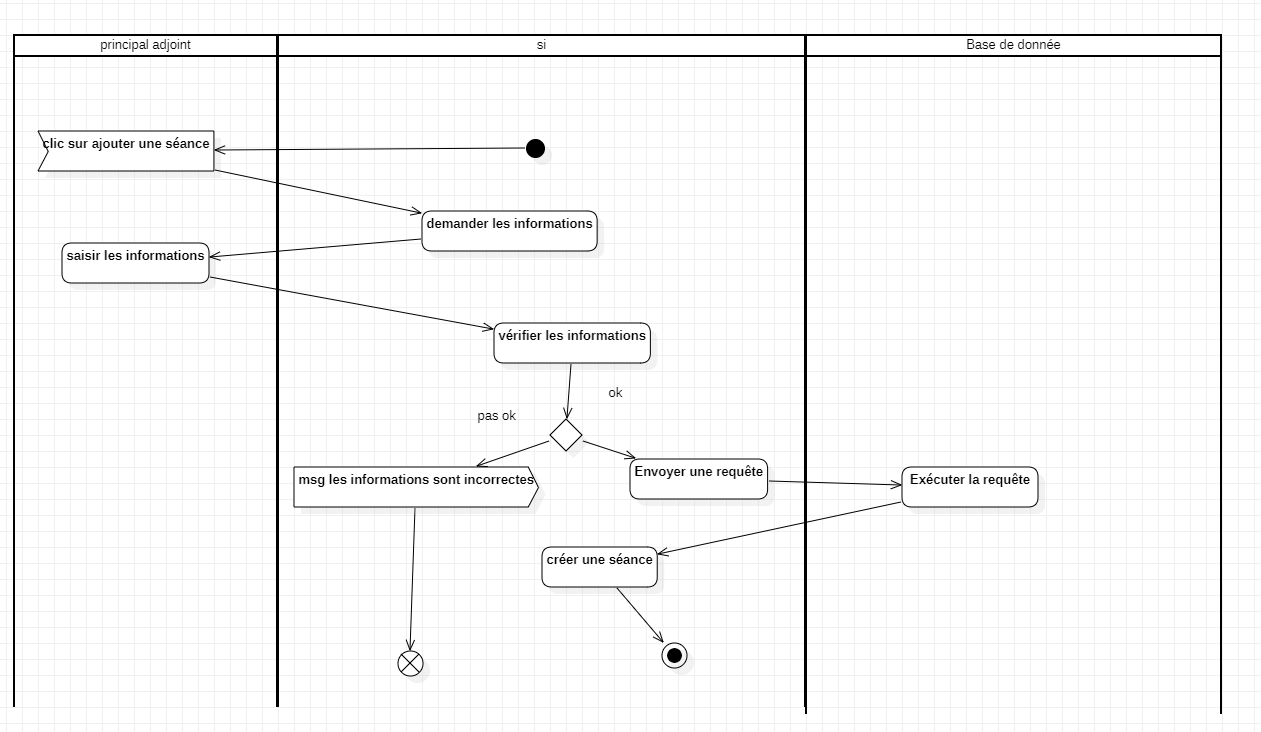 principal adjoint
si
Base de donnée
clic sur ajouter une séance
demander les informations
saisir les informations
vérifier les informations
ok
pas ok
msg les informations sont incorrectes
Envoyer une requête
Exécuter la requête
créer une séance